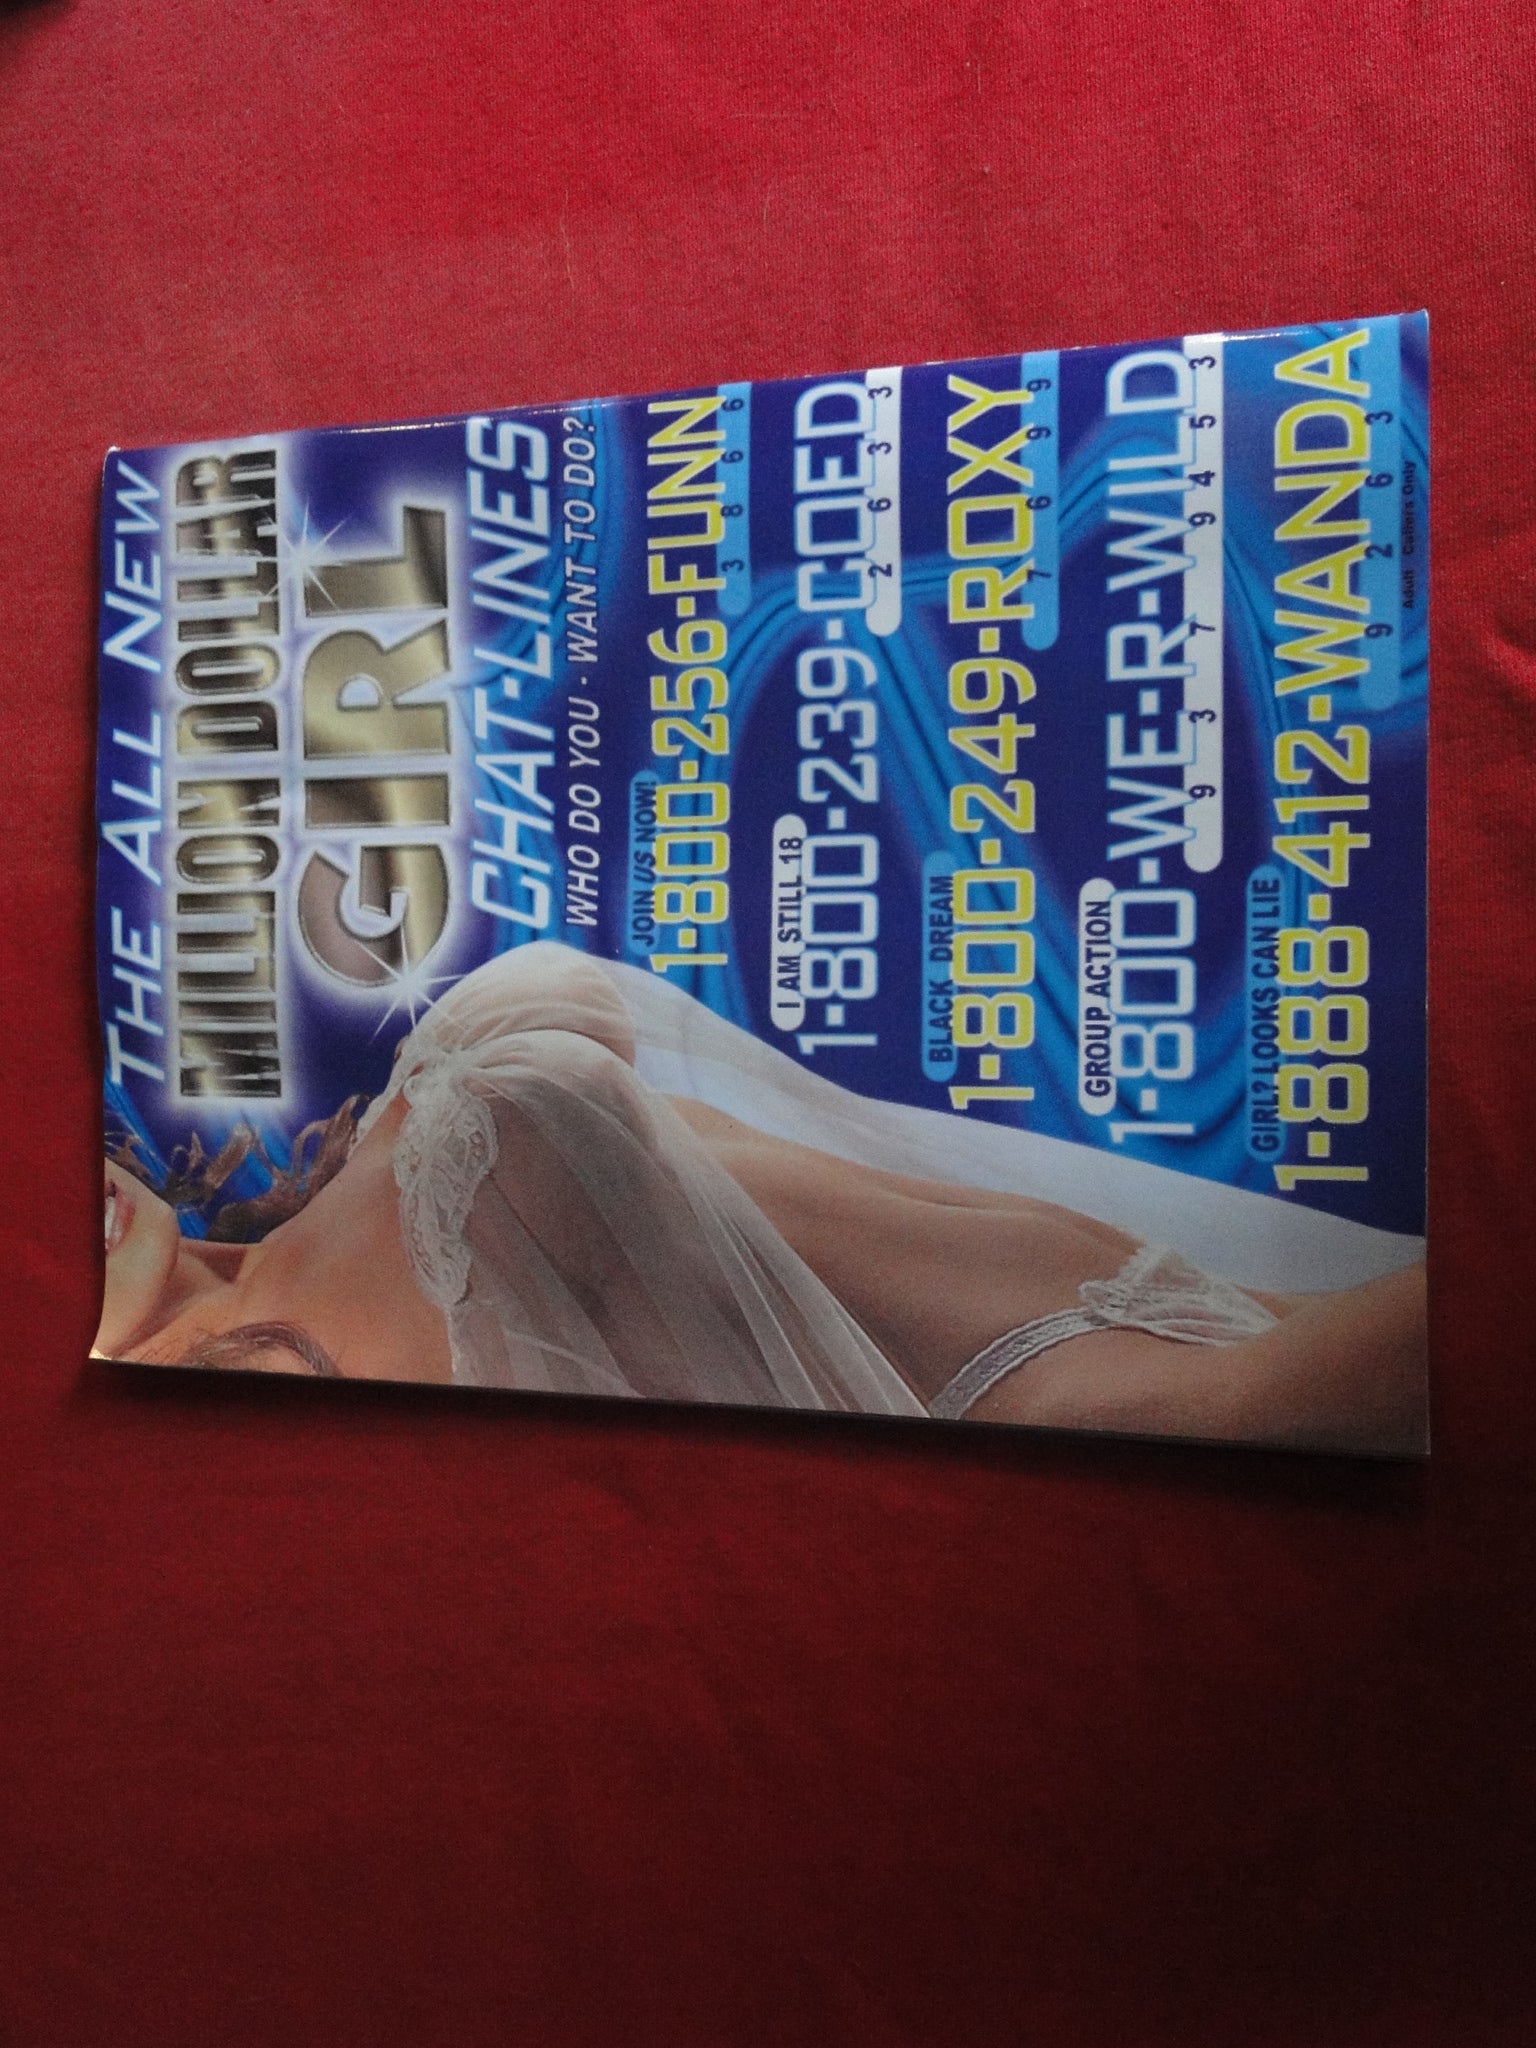 THE ALL NEW
MILLION DOLLAR
GIRL
CHAT-LINES
WHO DO YOU - WANT TO DO?
JOIN US NOW!
1-800-256-FUNN
3 8 6 6
I AM STILL 18
1-800-239-COED
2 6 3 3
BLACK DREAM
1-800-249-ROXY
7 6 9 9
GROUP ACTION
1-800-WE-R-WILD
9 3 7 9 4 5 3
GIRL? LOOKS CAN LIE
1-888-412-WANDA
9 2 6 3
Adult Callers Only